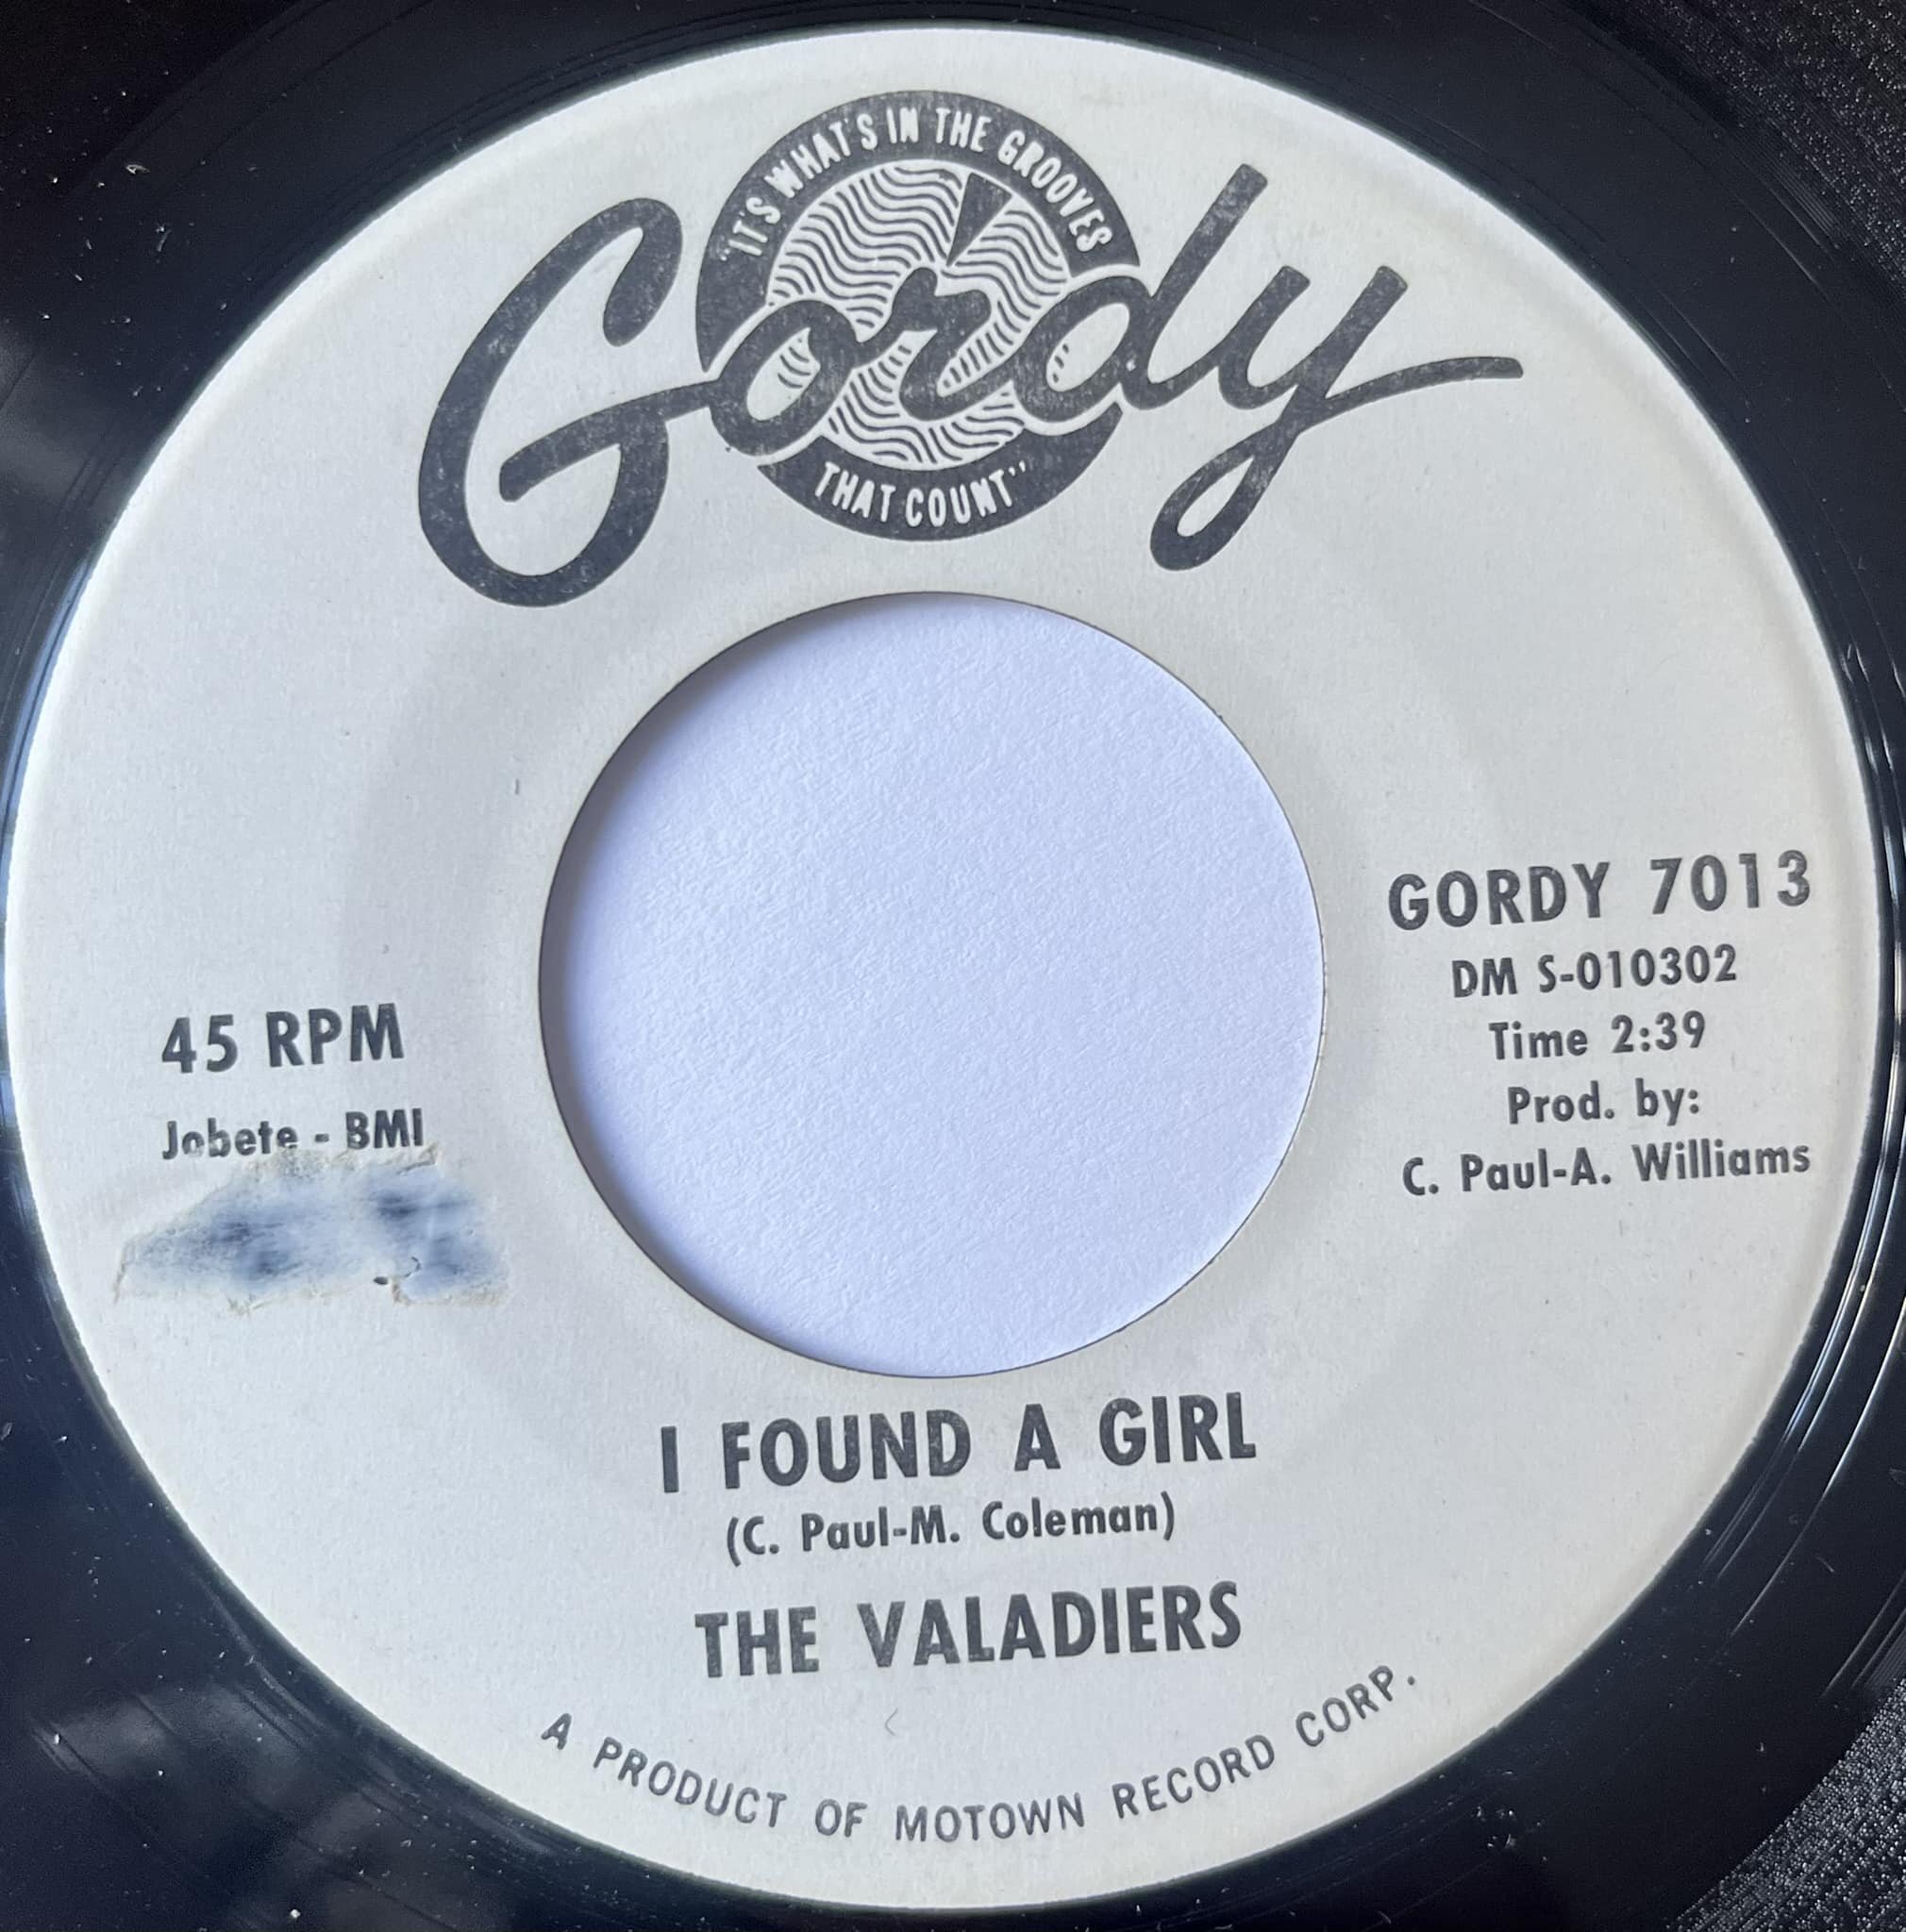 "IT'S WHAT'S IN THE GROOVES
THAT COUNT"
Gordy
45 RPM
Jobete - BMI
GORDY 7013
DM S-010302
Time 2:39
Prod. by:
C. Paul-A. Williams
I FOUND A GIRL
(C. Paul-M. Coleman)
THE VALADIERS
A PRODUCT OF MOTOWN RECORD CORP.